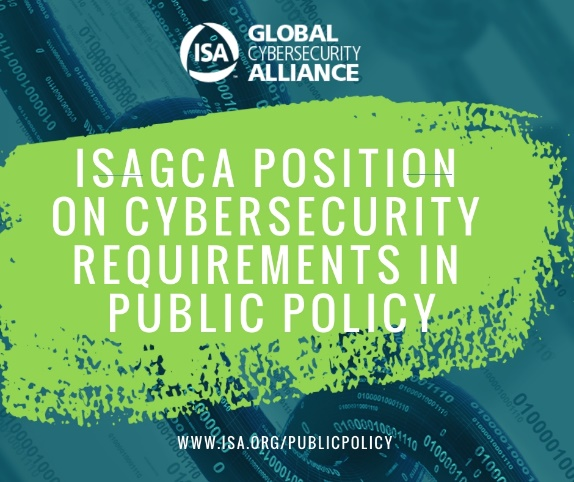 ISA
GLOBAL
CYBERSECURITY
ALLIANCE
ISAGCA POSITION
ON CYBERSECURITY
REQUIREMENTS IN
PUBLIC POLICY
WWW.ISA.ORG/PUBLICPOLICY